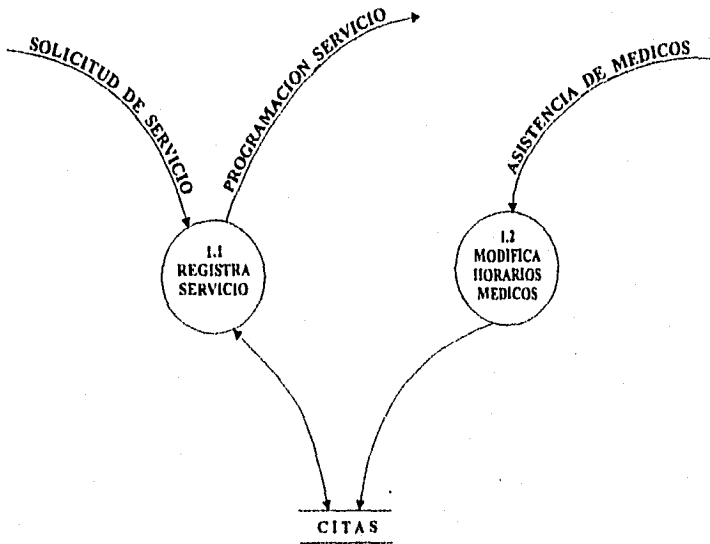 SOLICITUD DE SERVICIO
PROGRAMACION SERVICIO
ASISTENCIA DE MEDICOS
1.1
REGISTRA
SERVICIO
1.2
MODIFICA
HORARIOS
MEDICOS
CITAS